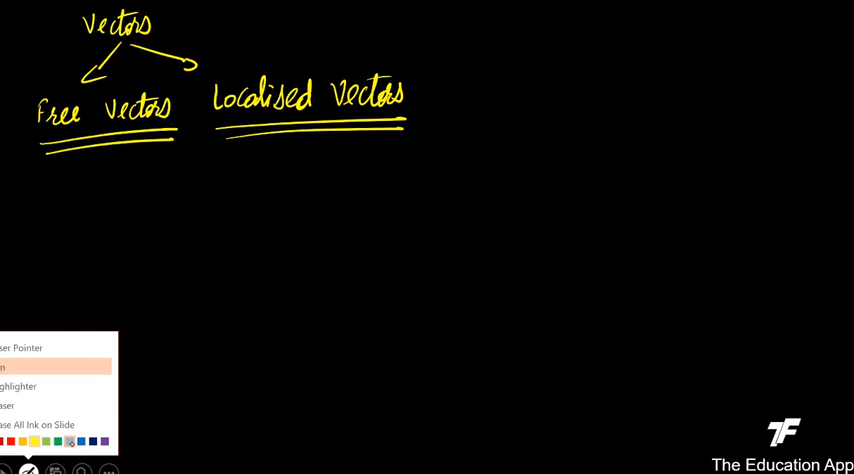 Vectors
Free Vectors
Localised Vectors
ser Pointer
n
ghlighter
aser
ase All Ink on Slide
The Education App